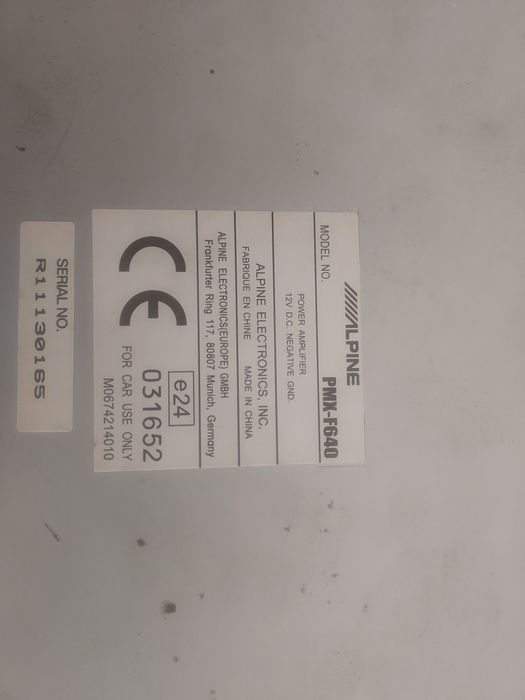 ALPINE
MODEL NO. PMX-F640
POWER AMPLIFIER
12V D.C. NEGATIVE GND.
ALPINE ELECTRONICS, INC.
FABRIQUE EN CHINE MADE IN CHINA
ALPINE ELECTRONICS(EUROPE) GMBH
Frankfurter Ring 117, 80807 Munich, Germany
CE
e24
031652
FOR CAR USE ONLY
M0674214010
SERIAL NO.
R11130165